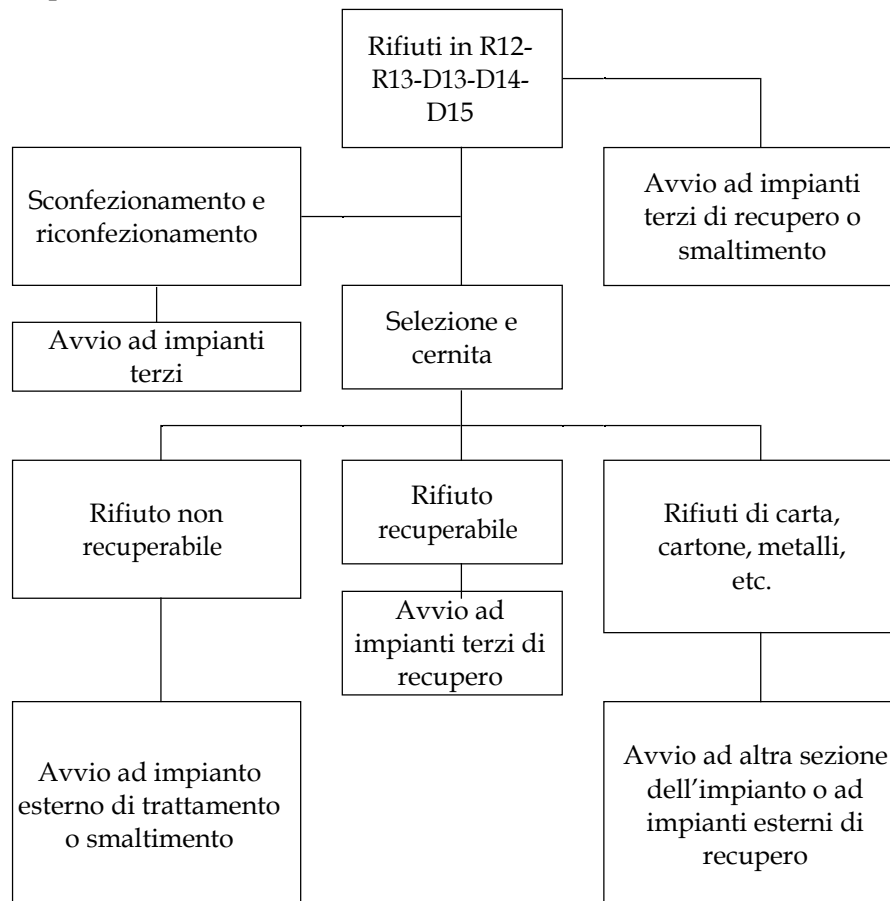 Rifiuti in R12-
R13-D13-D14-
D15
Sconfezionamento e
riconfezionamento
Avvio ad impianti
terzi di recupero o
smaltimento
Avvio ad impianti
terzi
Selezione e
cernita
Rifiuto non
recuperabile
Rifiuto
recuperabile
Rifiuti di carta,
cartone, metalli,
etc.
Avvio ad
impianti terzi di
recupero
Avvio ad impianto
esterno di trattamento
o smaltimento
Avvio ad altra sezione
dell’impianto o ad
impianti esterni di
recupero